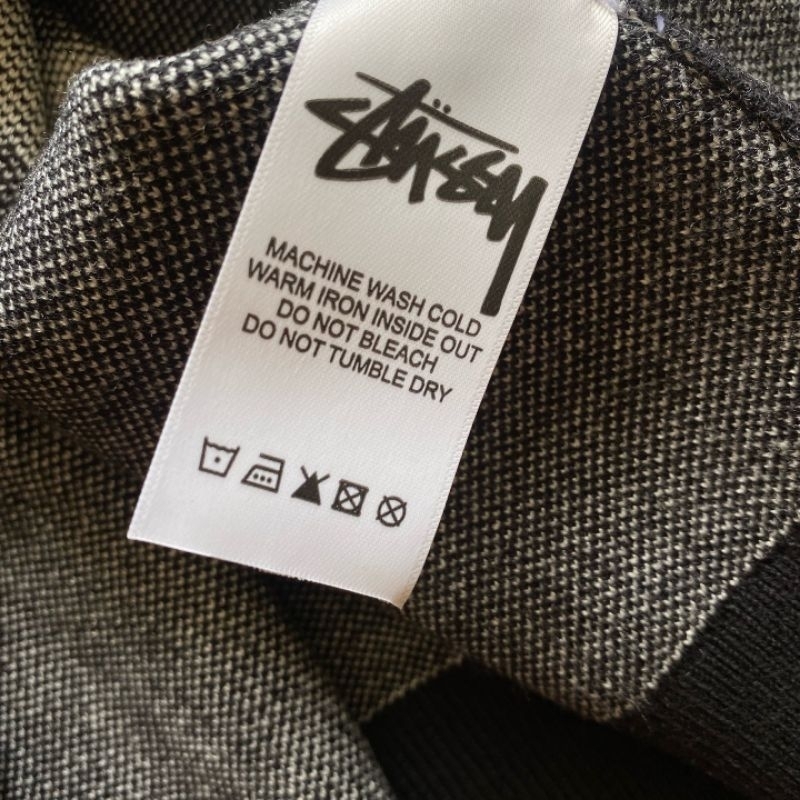 Stüssy
MACHINE WASH COLD
WARM IRON INSIDE OUT
DO NOT BLEACH
DO NOT TUMBLE DRY